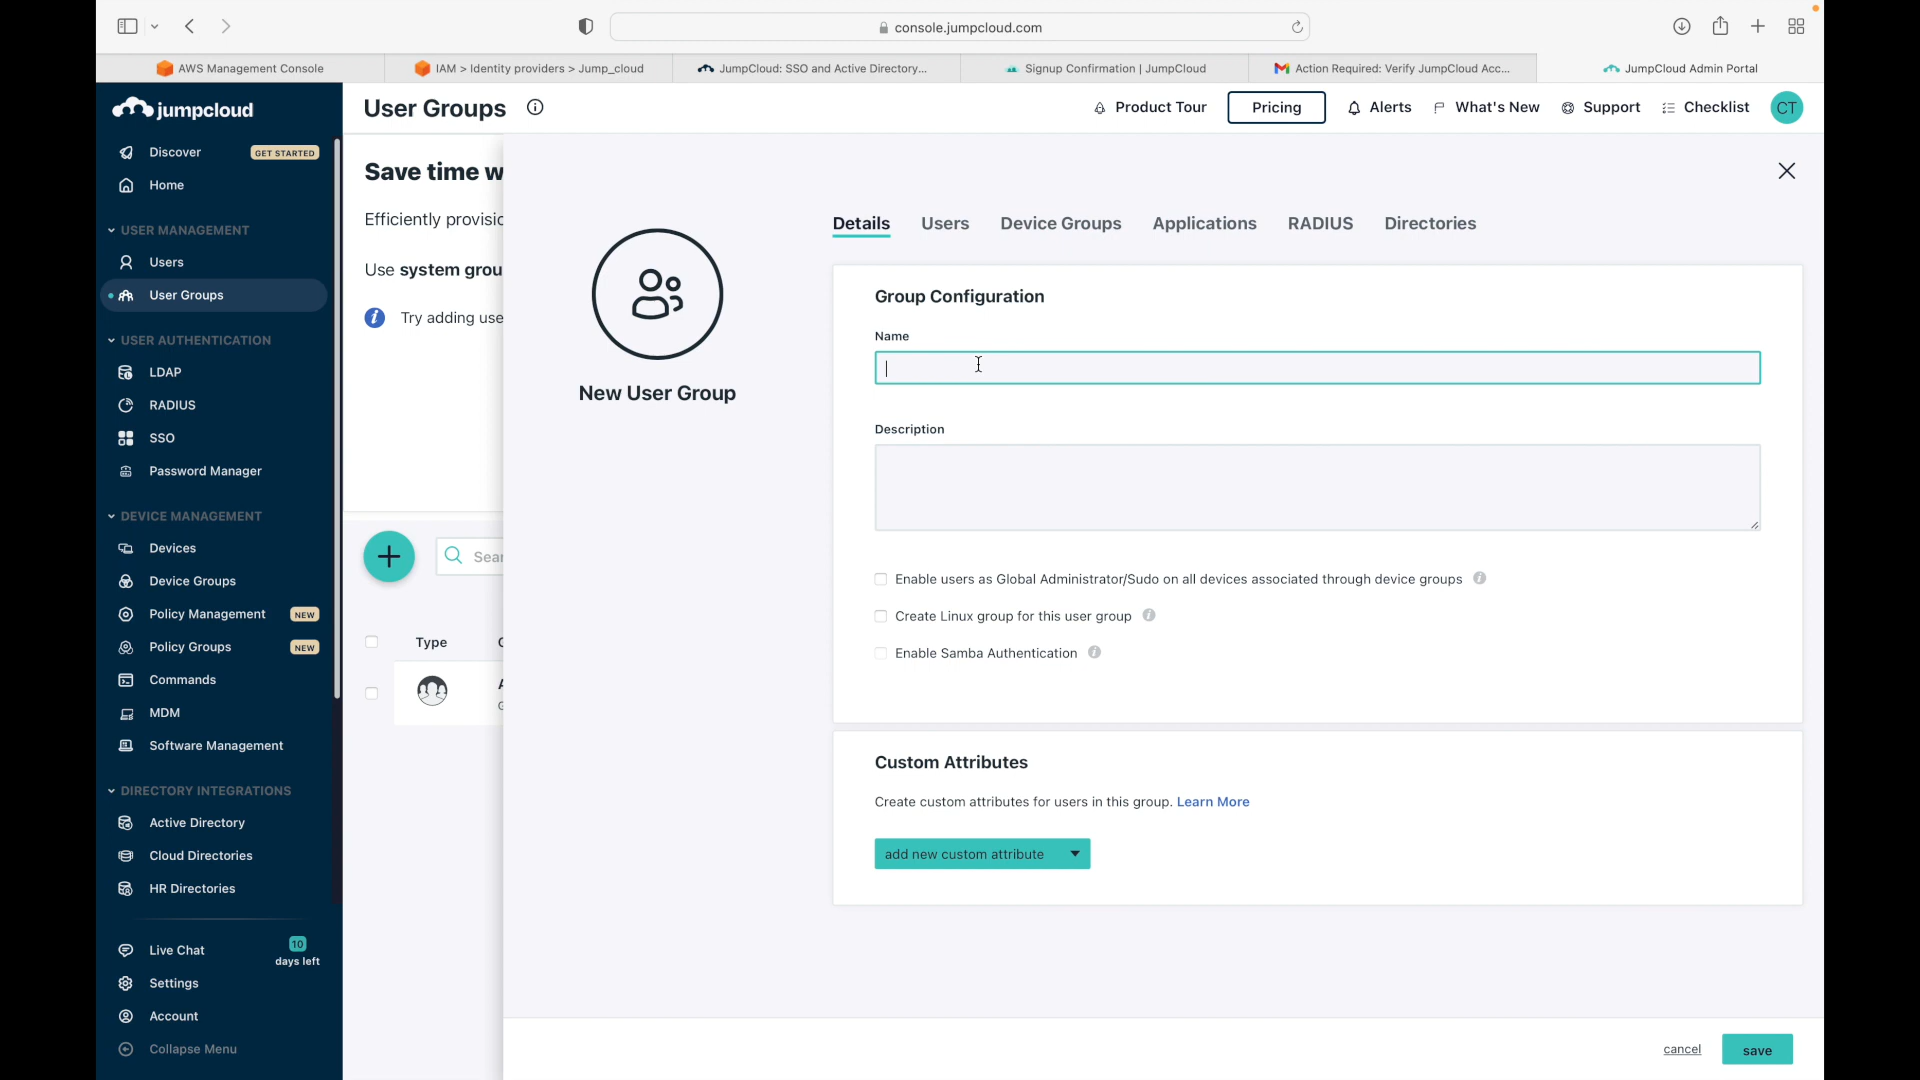 console.jumpcloud.com
AWS Management Console
IAM > Identity providers > Jump_cloud
JumpCloud: SSO and Active Directory...
Signup Confirmation | JumpCloud
Action Required: Verify JumpCloud Acc...
JumpCloud Admin Portal
jumpcloud
User Groups
Product Tour
Pricing
Alerts
What's New
Support
Checklist
CT
Discover
GET STARTED
Home
USER MANAGEMENT
Users
User Groups
USER AUTHENTICATION
LDAP
RADIUS
SSO
Password Manager
DEVICE MANAGEMENT
Devices
Device Groups
Policy Management
NEW
Policy Groups
NEW
Commands
MDM
Software Management
DIRECTORY INTEGRATIONS
Active Directory
Cloud Directories
HR Directories
Live Chat
10
days left
Settings
Account
Collapse Menu
Save time w
Efficiently provisic
Use system grou
Try adding use
Sear
Type
New User Group
Details
Users
Device Groups
Applications
RADIUS
Directories
Group Configuration
Name
Description
Enable users as Global Administrator/Sudo on all devices associated through device groups
Create Linux group for this user group
Enable Samba Authentication
Custom Attributes
Create custom attributes for users in this group. Learn More
add new custom attribute
cancel
save